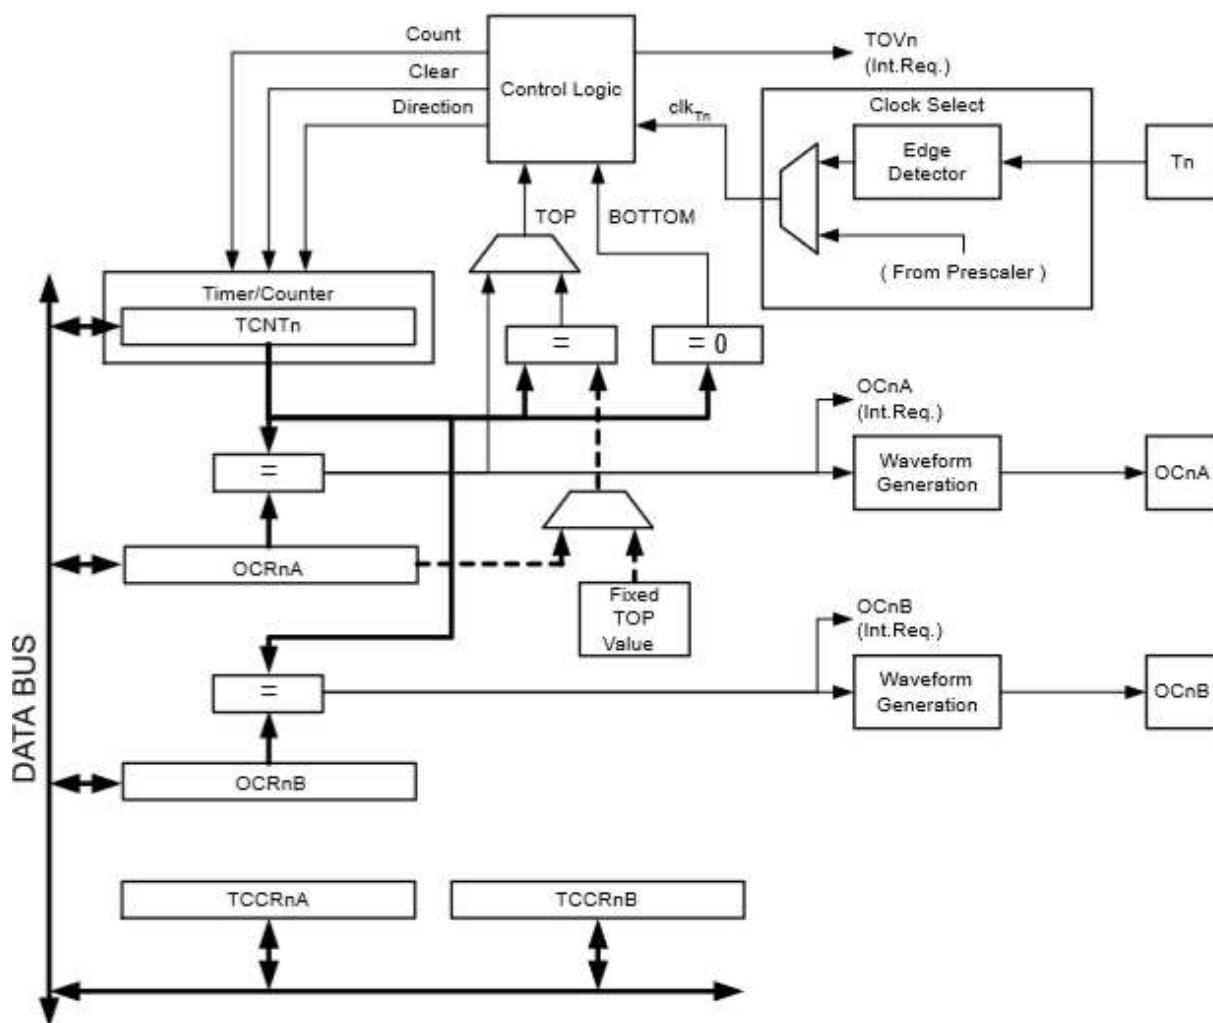 Count
Clear
Direction
Control Logic
TOVn
(Int.Req.)
clkTn
Clock Select
Edge
Detector
Tn
( From Prescaler )
TOP
BOTTOM
Timer/Counter
TCNTn
=
= 0
OCnA
(Int.Req.)
=
Waveform
Generation
OCnA
OCRnA
Fixed
TOP
Value
OCnB
(Int.Req.)
=
Waveform
Generation
OCnB
OCRnB
DATA BUS
TCCRnA
TCCRnB